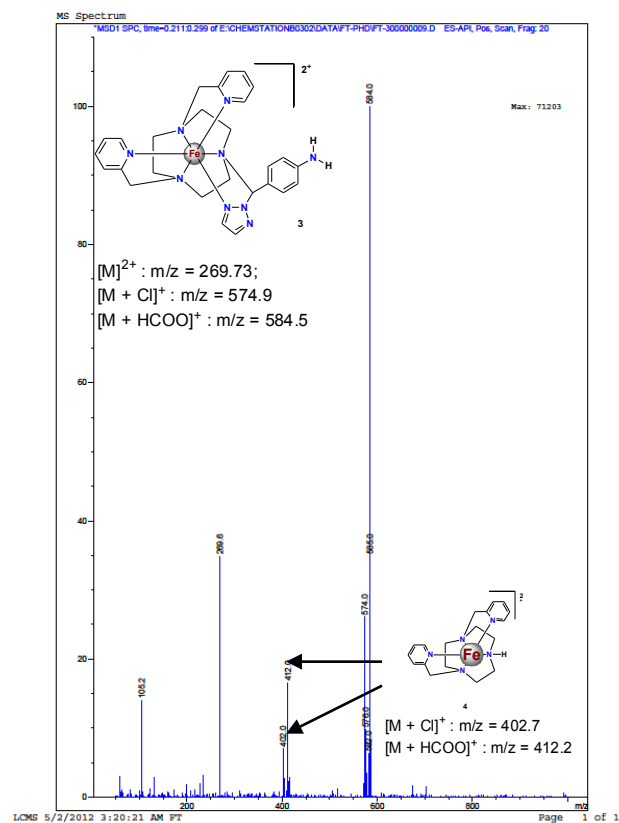 MS Spectrum
*MSD1 SPC, time=0.211:0.299 of E:\CHEMSTATION\B0302\DATA\FT-PHD\FT-300000009.D ES-API, Pos, Scan, Frag: 20
Max: 71203
584.0
100
80
60
40
20
0
2+
N
N
N
Fe
N
N
N
N
N
N
H
H
3
[M]2+ : m/z = 269.73;
[M + Cl]+ : m/z = 574.9
[M + HCOO]+ : m/z = 584.5
105.2
269.6
402.0
412.0
574.0
576.0
582.0
585.0
2+
N
N
N
Fe
N
N
H
4
[M + Cl]+ : m/z = 402.7
[M + HCOO]+ : m/z = 412.2
200
400
600
800
m/z
LCMS 5/2/2012 3:20:21 AM FT
Page 1 of 1